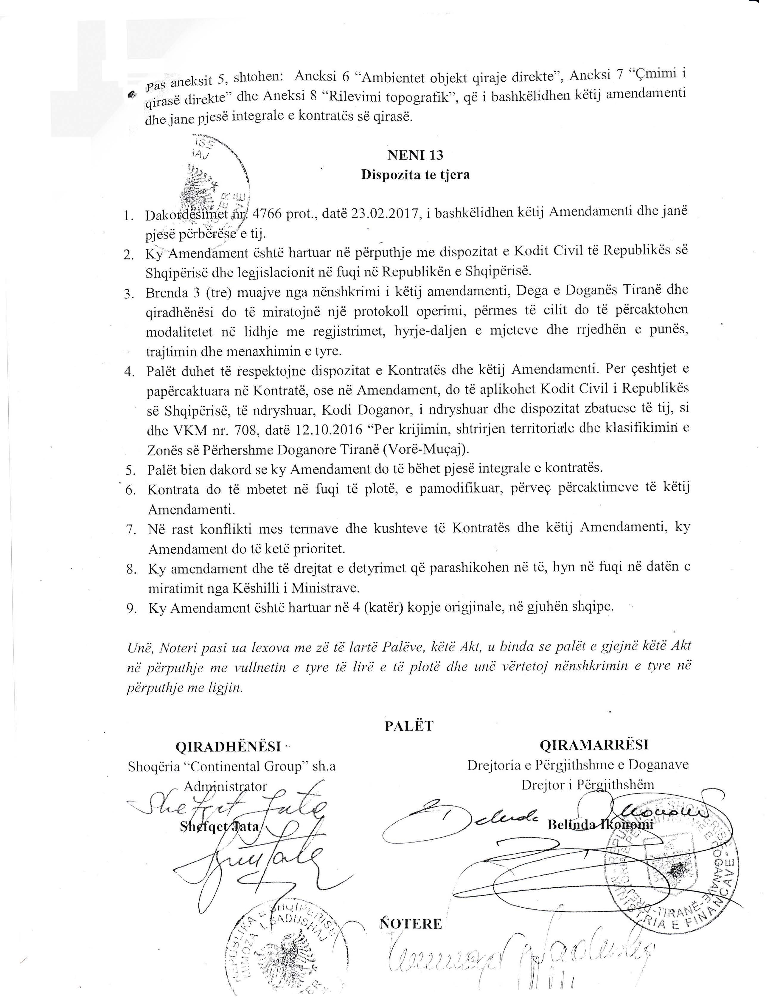 Pas aneksit 5, shtohen: Aneksi 6 “Ambientet objekt qiraje direkte”, Aneksi 7 “Çmimi i
qirasë direkte” dhe Aneksi 8 “Rilevimi topografik”, që i bashkëlidhen këtij amendamenti
dhe jane pjesë integrale e kontratës së qirasë.
NENI 13
Dispozita te tjera
1. Dakordësimet nr. 4766 prot., datë 23.02.2017, i bashkëlidhen këtij Amendamenti dhe janë
pjesë përbërëse e tij.
2. Ky Amendament është hartuar në përputhje me dispozitat e Kodit Civil të Republikës së
Shqipërisë dhe legjislacionit në fuqi në Republikën e Shqipërisë.
3. Brenda 3 (tre) muajve nga nënshkrimi i këtij amendamenti, Dega e Doganës Tiranë dhe
qiradhënësi do të miratojnë një protokoll operimi, përmes të cilit do të përcaktohen
modalitetet në lidhje me regjistrimet, hyrje-daljen e mjeteve dhe rrjedhën e punës,
trajtimin dhe menaxhimin e tyre.
4. Palët duhet të respektojne dispozitat e Kontratës dhe këtij Amendamenti. Per çeshtjet e
papërcaktuara në Kontratë, ose në Amendament, do të aplikohet Kodit Civil i Republikës
së Shqipërisë, të ndryshuar, Kodi Doganor, i ndryshuar dhe dispozitat zbatuese të tij, si
dhe VKM nr. 708, datë 12.10.2016 “Per krijimin, shtrirjen territoriale dhe klasifikimin e
Zonës së Përhershme Doganore Tiranë (Vorë-Muçaj).
5. Palët bien dakord se ky Amendament do të bëhet pjesë integrale e kontratës.
6. Kontrata do të mbetet në fuqi të plotë, e pamodifikuar, përveç përcaktimeve të këtij
Amendamenti.
7. Në rast konflikti mes termave dhe kushteve të Kontratës dhe këtij Amendamenti, ky
Amendament do të ketë prioritet.
8. Ky amendament dhe të drejtat e detyrimet që parashikohen në të, hyn në fuqi në datën e
miratimit nga Këshilli i Ministrave.
9. Ky Amendament është hartuar në 4 (katër) kopje origjinale, në gjuhën shqipe.
Unë, Noteri pasi ua lexova me zë të lartë Palëve, këtë Akt, u binda se palët e gjejnë këtë Akt
në përputhje me vullnetin e tyre të lirë e të plotë dhe unë vërtetoj nënshkrimin e tyre në
përputhje me ligjin.
PALËT
QIRADHËNËSI QIRAMARRËSI
Shoqëria “Continental Group” sh.a Drejtoria e Përgjithshme e Doganave
Administrator Drejtor i Përgjithshëm
Shefqet Jata
Shefqet Jata Belinda Ikonomi
NOTERE
REPUBLIKA E SHQIPËRISË
MIMOZA I. SADUSHAJ
TIRANË
MINISTRIA E FINANCAVE